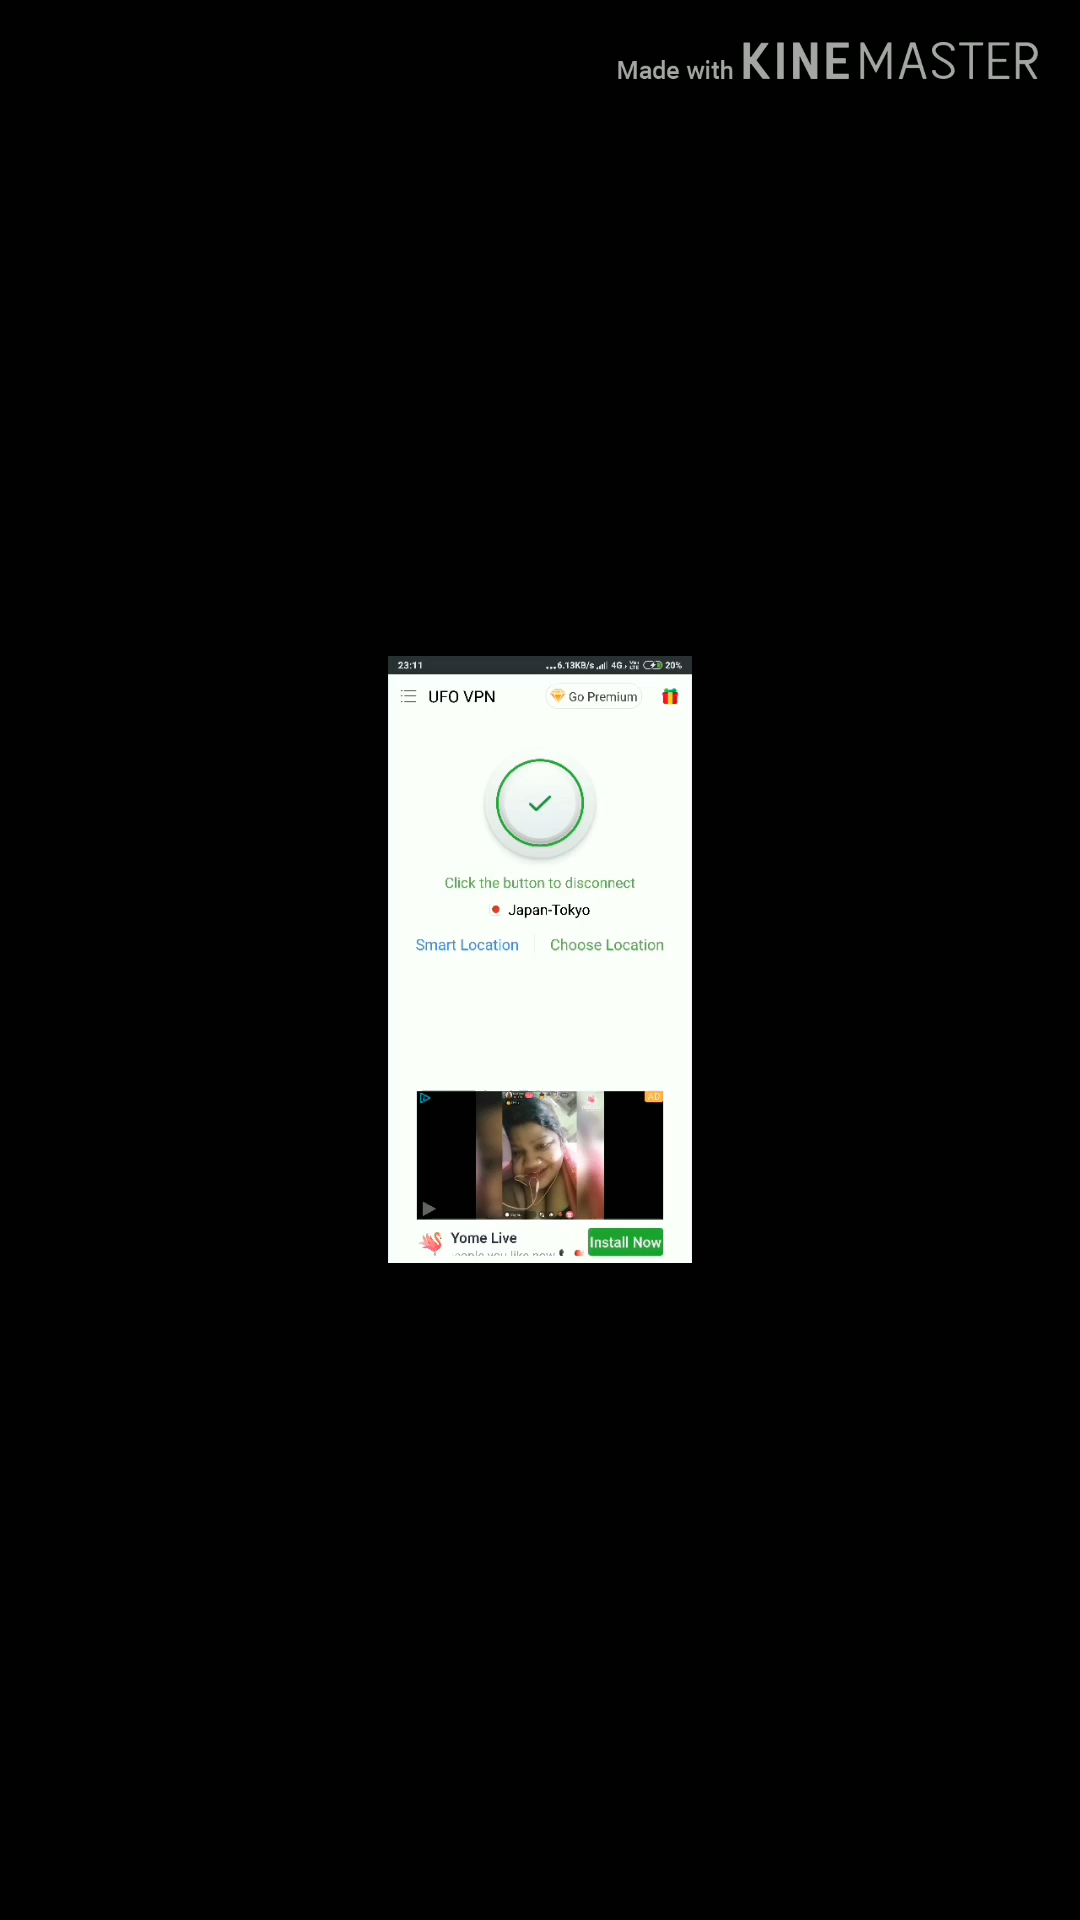 Made with KINEMASTER
23:11 ...6.13KB/s 4G 20%
UFO VPN Go Premium
Click the button to disconnect
Japan-Tokyo
Smart Location Choose Location
AD
Yome Live
Install Now